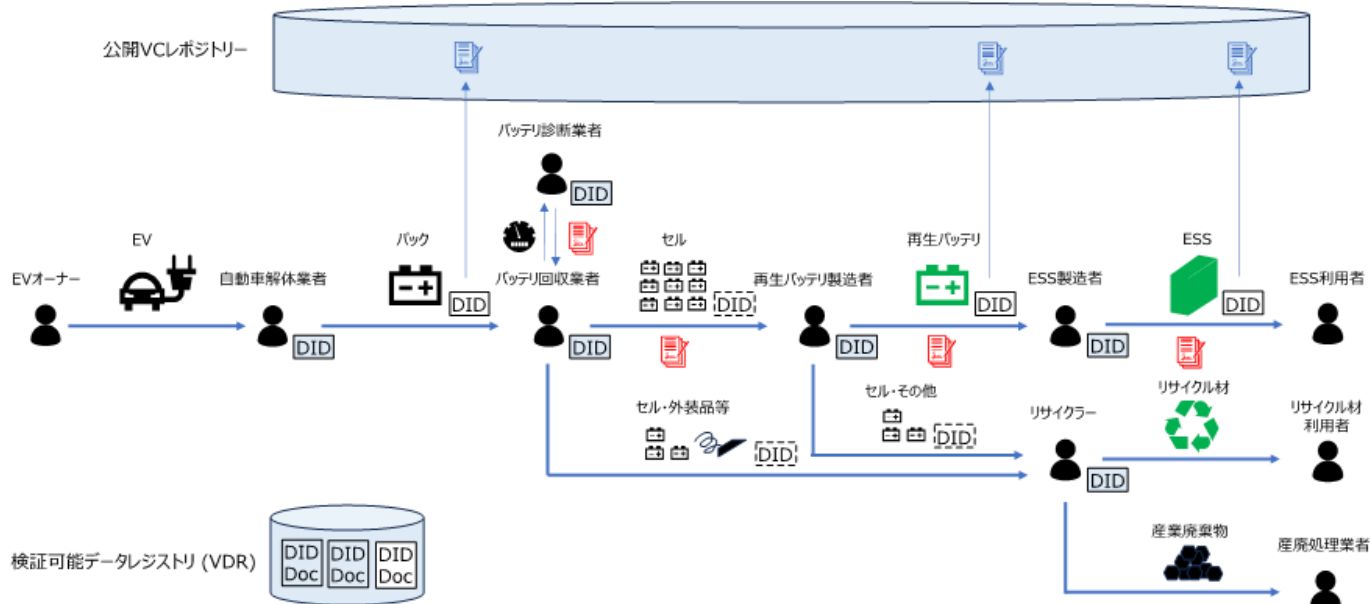 公開VCレポジトリー
バッテリ診断業者
DID
EV
パック
セル
再生バッテリ
ESS
EVオーナー
自動車解体業者
DID
バッテリ回収業者
DID
再生バッテリ製造者
DID
ESS製造者
DID
ESS利用者
DID
DID
DID
DID
セル・外装品等
DID
セル・その他
DID
リサイクラー
DID
リサイクル材
リサイクル材
利用者
検証可能データレジストリ (VDR)
DID
Doc
DID
Doc
DID
Doc
産業廃棄物
産廃処理業者